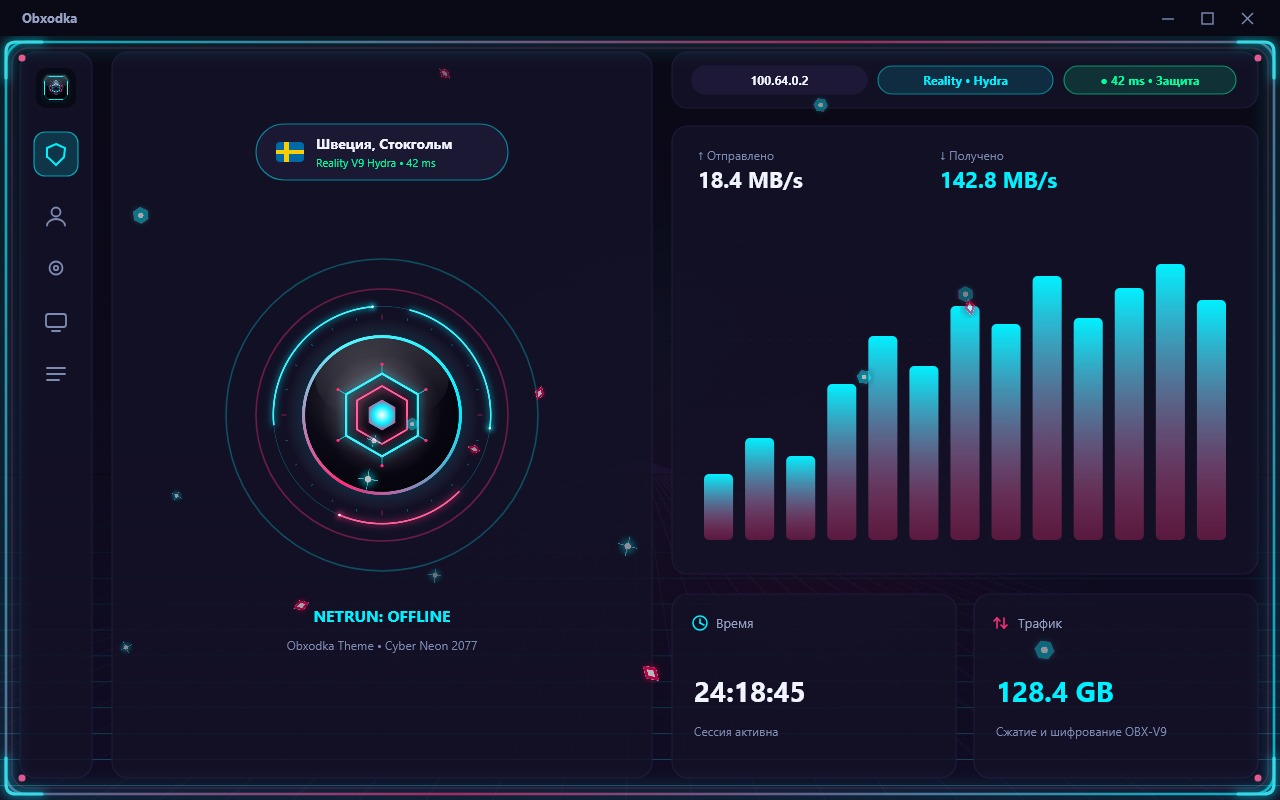 Obxodka
100.64.0.2
Reality • Hydra
● 42 ms • Защита
Швеция, Стокгольм
Reality V9 Hydra • 42 ms
↑ Отправлено
18.4 MB/s
↓ Получено
142.8 MB/s
NETRUN: OFFLINE
Obxodka Theme • Cyber Neon 2077
Время
24:18:45
Сессия активна
Трафик
128.4 GB
Сжатие и шифрование OBX-V9